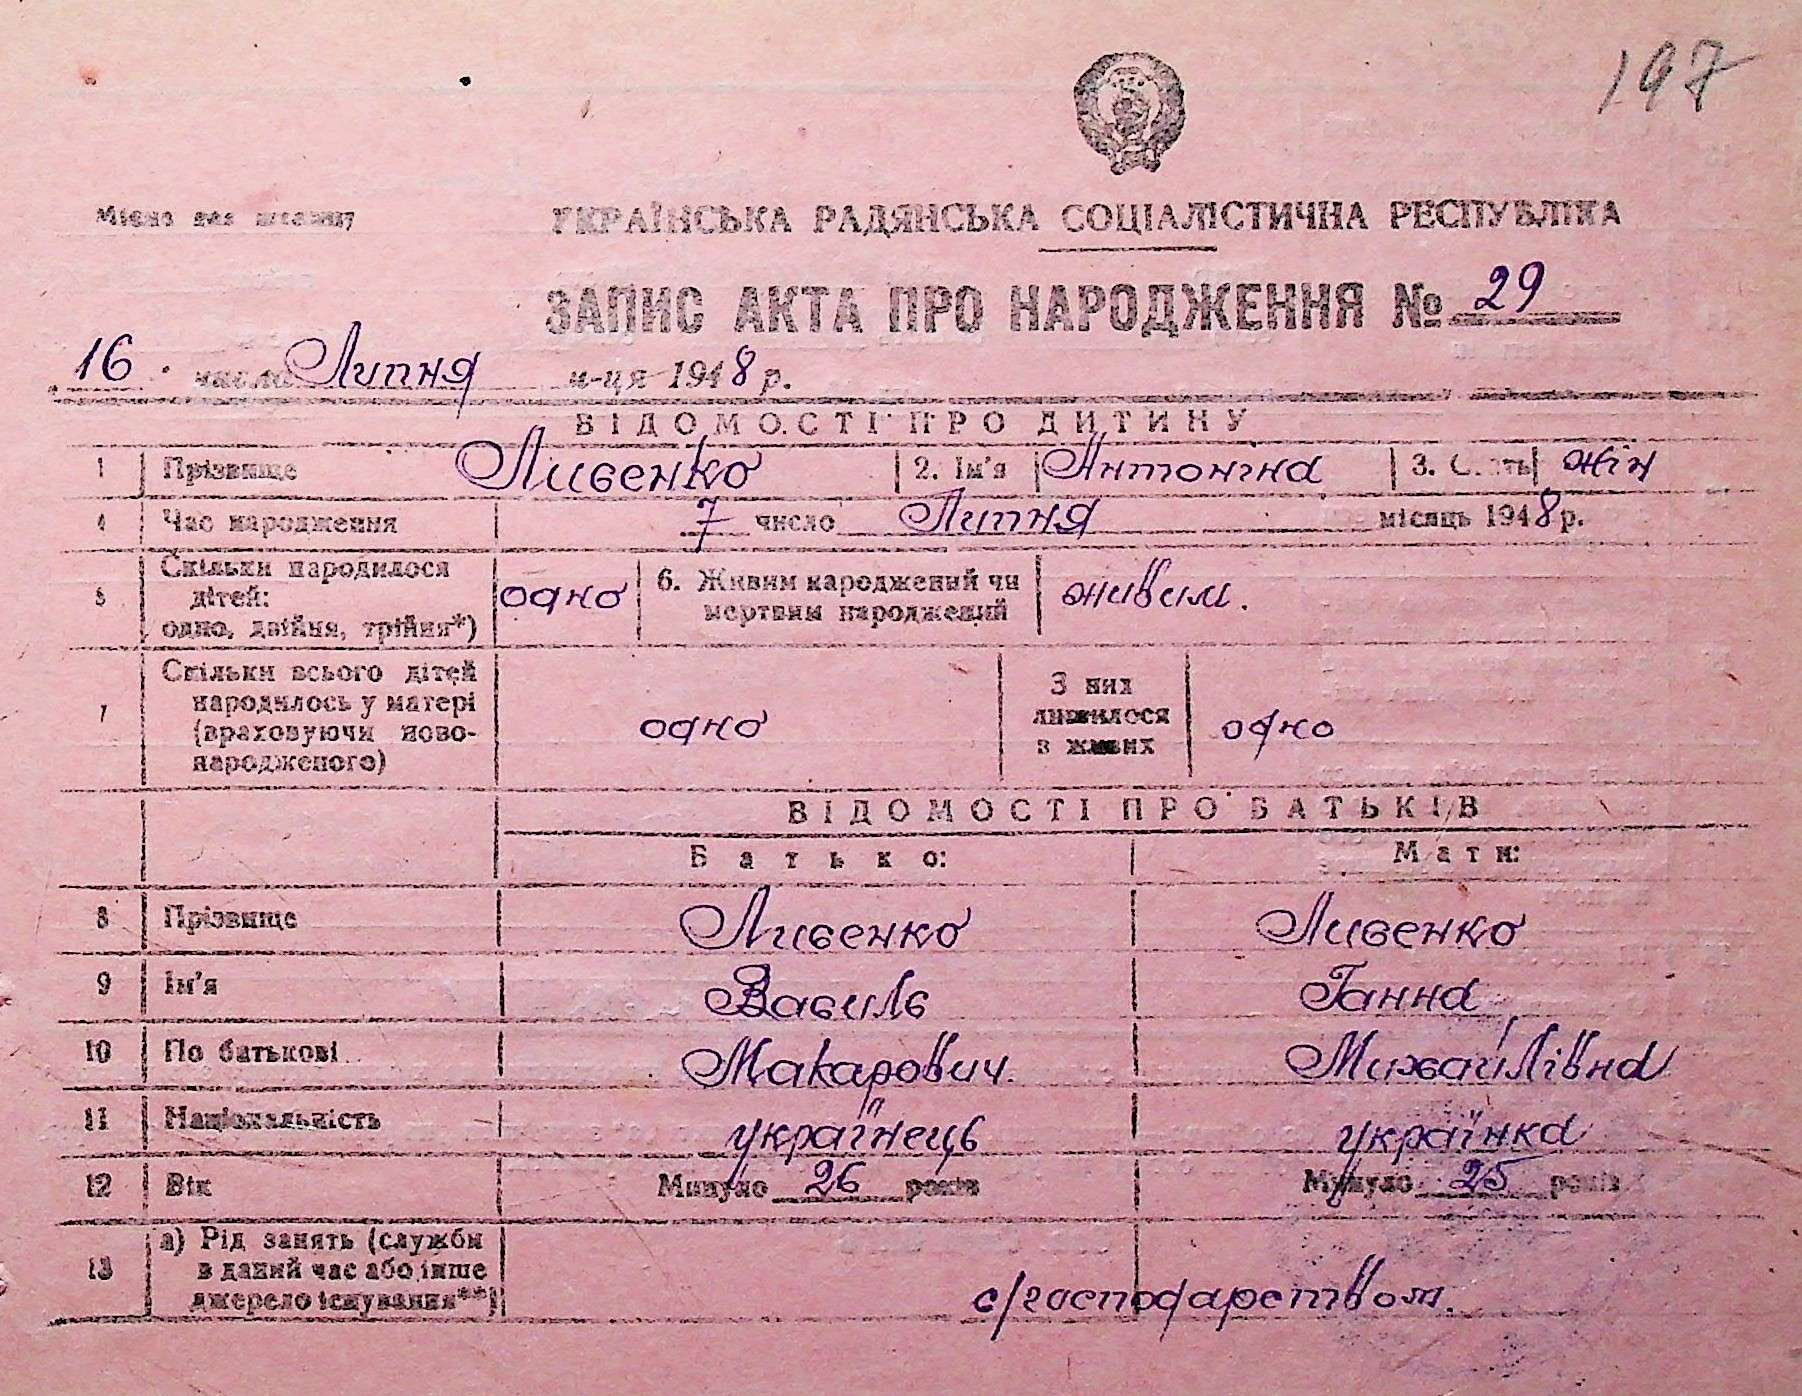 197
Місце для штампу УКРАЇНСЬКА РАДЯНСЬКА СОЦІАЛІСТИЧНА РЕСПУБЛІКА
ЗАПИС АКТА ПРО НАРОДЖЕННЯ № 29
16 число Липня м-ця 1948 р.
ВІДОМОСТІ ПРО ДИТИНУ
1 Прізвище Лисенко 2. Ім'я Антоніна 3. Стать жін
4 Час народження 7 число Липня місяць 1948 р.
5 Скільки народилося дітей: одно, двійня, трійня*) одно 6. Живим народжений чи мертвим народжений живим.
7 Скільки всього дітей народилось у матері (враховуючи новонародженого) одно З них лишилося в живих одно
ВІДОМОСТІ ПРО БАТЬКІВ
Батько: Мати:
8 Прізвище Лисенко Лисенко
9 Ім'я Василь Ганна
10 По батькові Макарович Михайлівна
11 Національність українець українка
12 Вік Минуло 26 років Минуло 25 років
13 а) Рід занять (служби в даний час або інше джерело існування**) с/господарством.